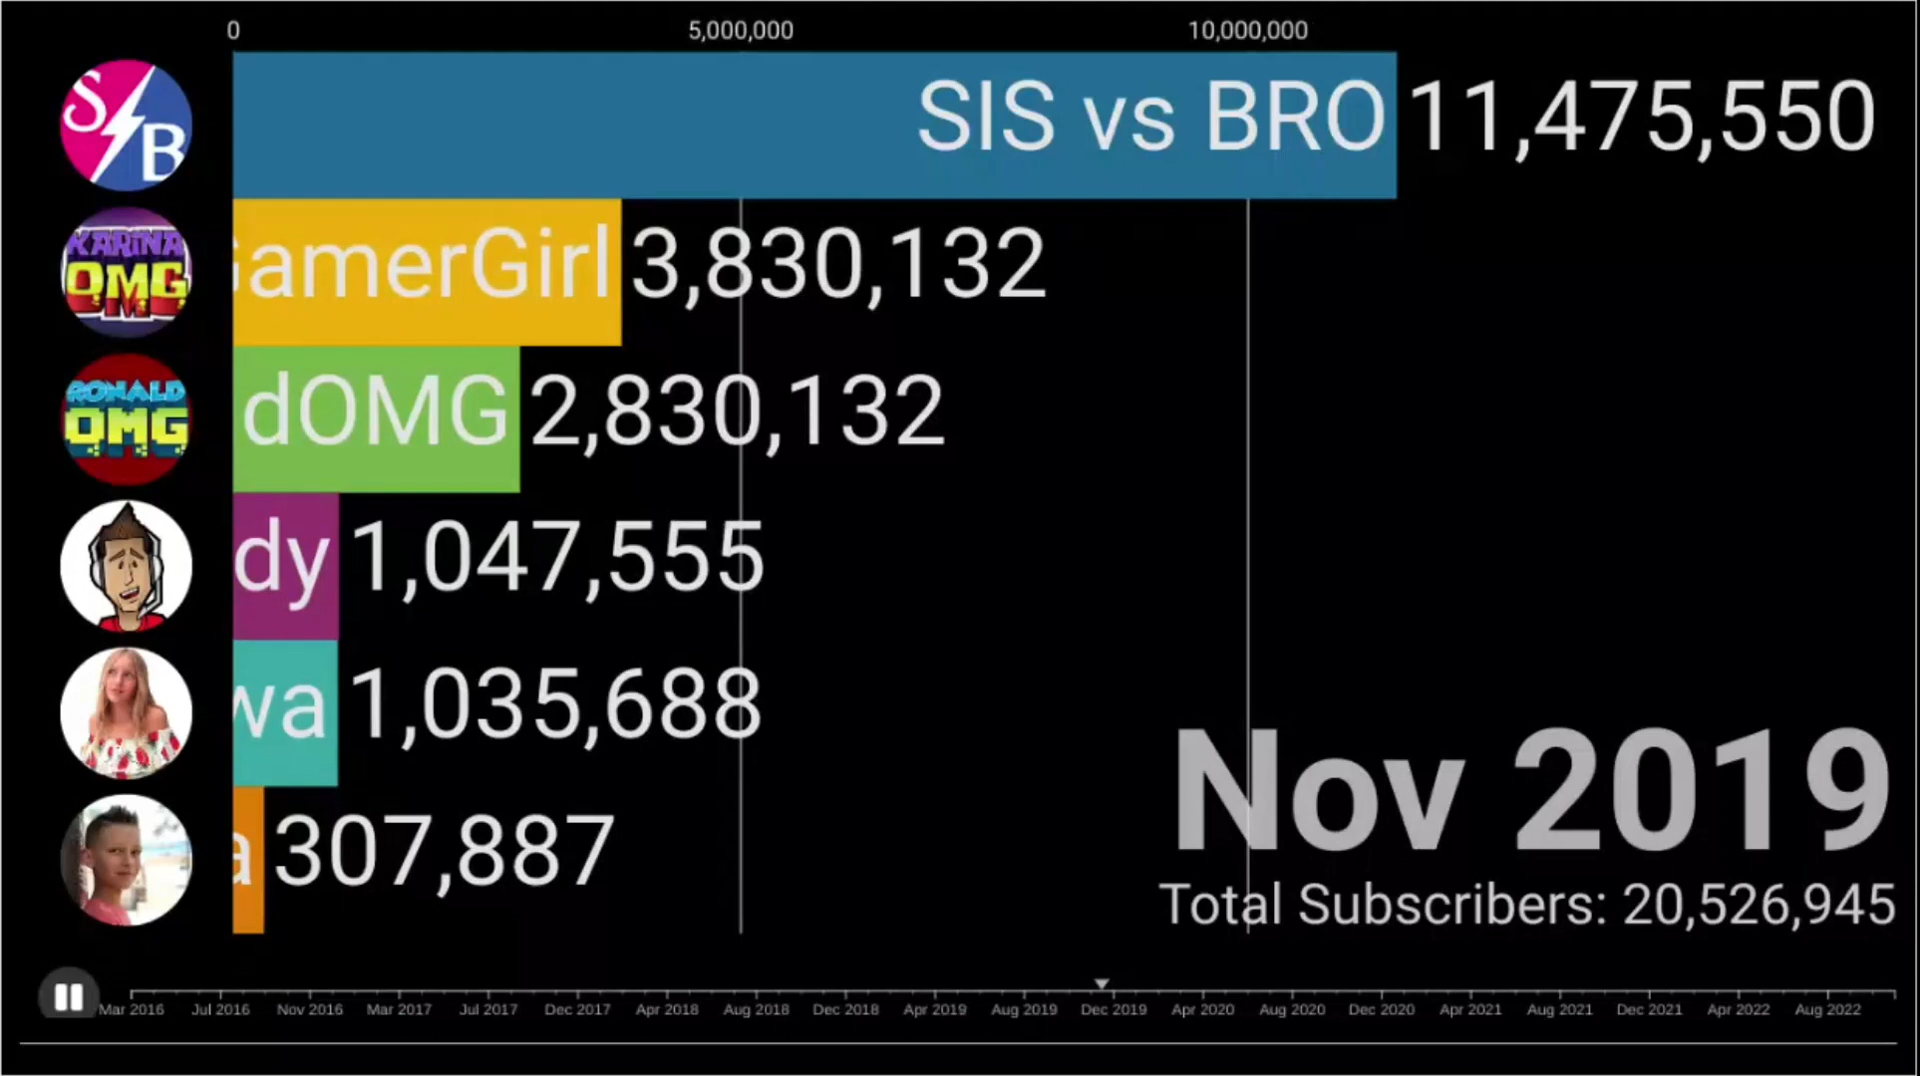 0 5,000,000 10,000,000
S B
SIS vs BRO 11,475,550
KARINA
OMG
GamerGirl 3,830,132
RONALD
OMG
dOMG 2,830,132
dy 1,047,555
wa 1,035,688
a 307,887
Nov 2019
Total Subscribers: 20,526,945
Mar 2016 Jul 2016 Nov 2016 Mar 2017 Jul 2017 Dec 2017 Apr 2018 Aug 2018 Dec 2018 Apr 2019 Aug 2019 Dec 2019 Apr 2020 Aug 2020 Dec 2020 Apr 2021 Aug 2021 Dec 2021 Apr 2022 Aug 2022